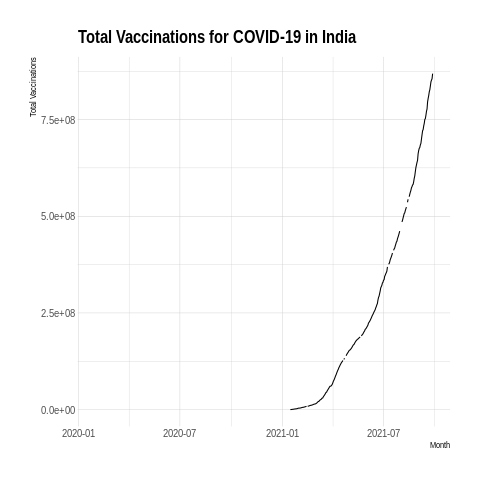 Total Vaccinations for COVID-19 in India
Total Vaccinations
7.5e+08
5.0e+08
2.5e+08
0.0e+00
2020-01 2020-07 2021-01 2021-07
Month